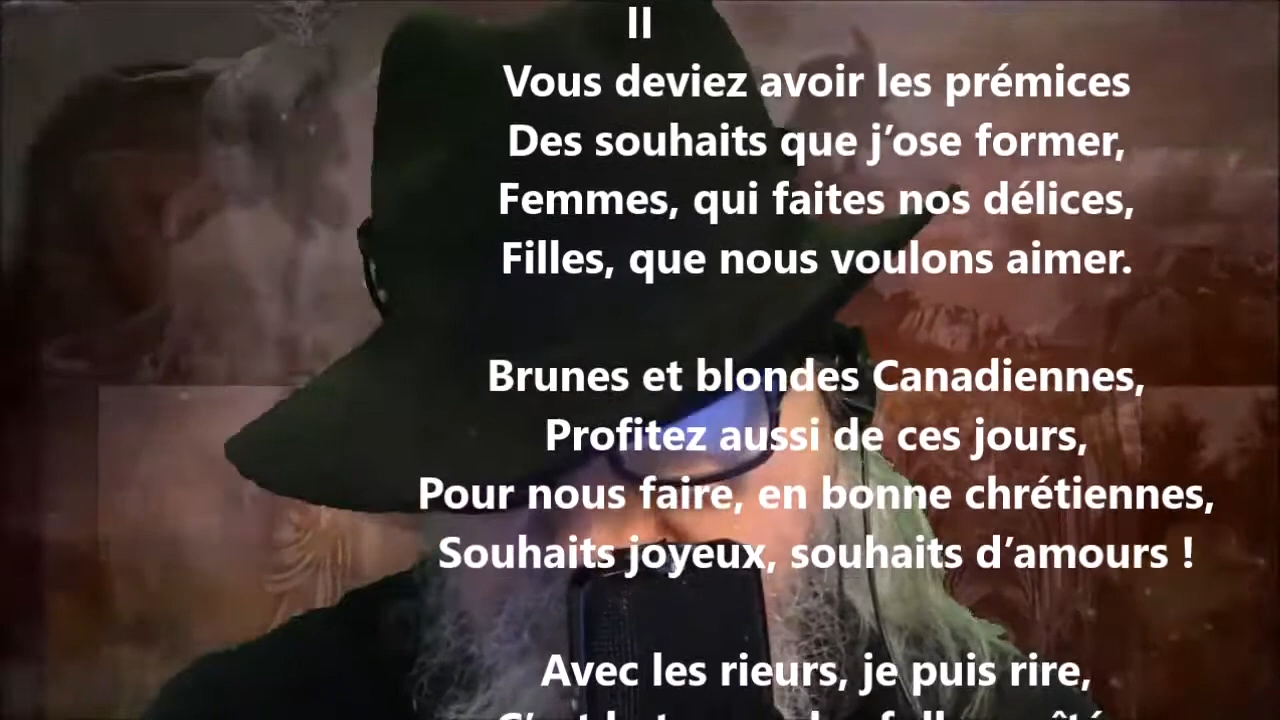 II
Vous deviez avoir les prémices
Des souhaits que j’ose former,
Femmes, qui faites nos délices,
Filles, que nous voulons aimer.
Brunes et blondes Canadiennes,
Profitez aussi de ces jours,
Pour nous faire, en bonne chrétiennes,
Souhaits joyeux, souhaits d’amours !
Avec les rieurs, je puis rire,